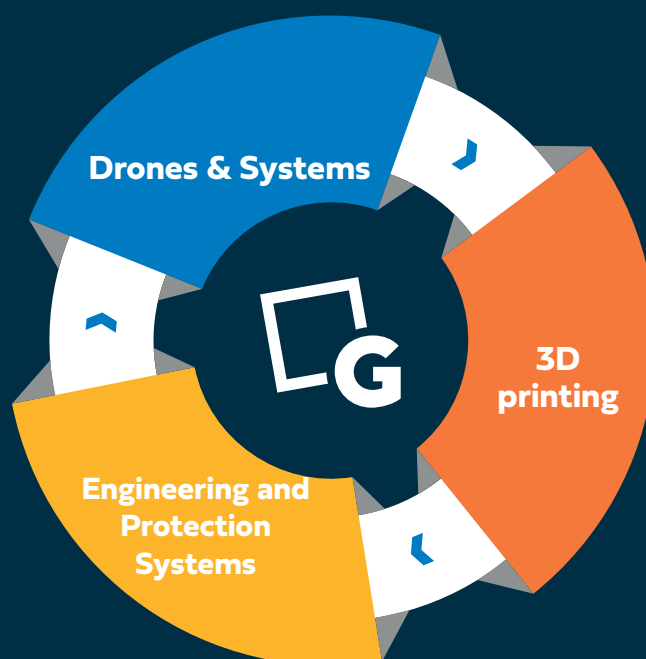 Drones & Systems
3D
printing
G
Engineering and
Protection
Systems